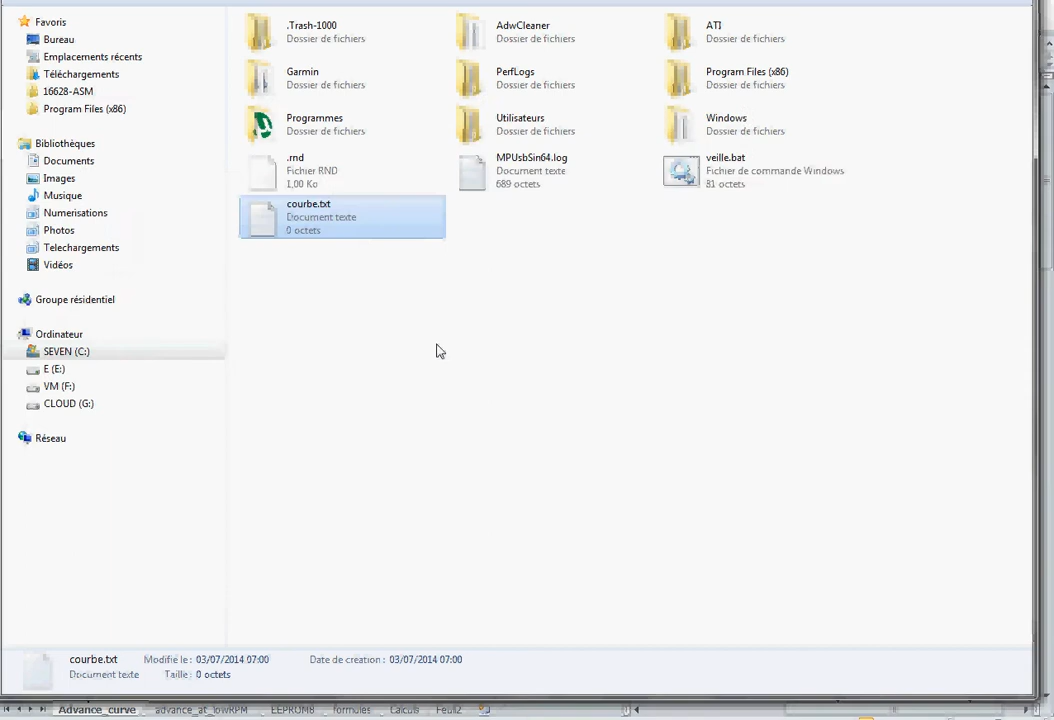 Favoris
Bureau
Emplacements récents
Téléchargements
16628-ASM
Program Files (x86)
Bibliothèques
Documents
Images
Musique
Numerisations
Photos
Telechargements
Vidéos
Groupe résidentiel
Ordinateur
SEVEN (C:)
E (E:)
VM (F:)
CLOUD (G:)
Réseau
.Trash-1000
Dossier de fichiers
AdwCleaner
Dossier de fichiers
ATI
Dossier de fichiers
Garmin
Dossier de fichiers
PerfLogs
Dossier de fichiers
Program Files (x86)
Dossier de fichiers
Programmes
Dossier de fichiers
Utilisateurs
Dossier de fichiers
Windows
Dossier de fichiers
.rnd
Fichier RND
1,00 Ko
MPUsbSin64.log
Document texte
689 octets
veille.bat
Fichier de commande Windows
81 octets
courbe.txt
Document texte
0 octets
courbe.txt Modifié le : 03/07/2014 07:00 Date de création : 03/07/2014 07:00
Document texte Taille : 0 octets
Advance_curve advance_at_lowRPM EEPROM8 formules Calculs Feuil2